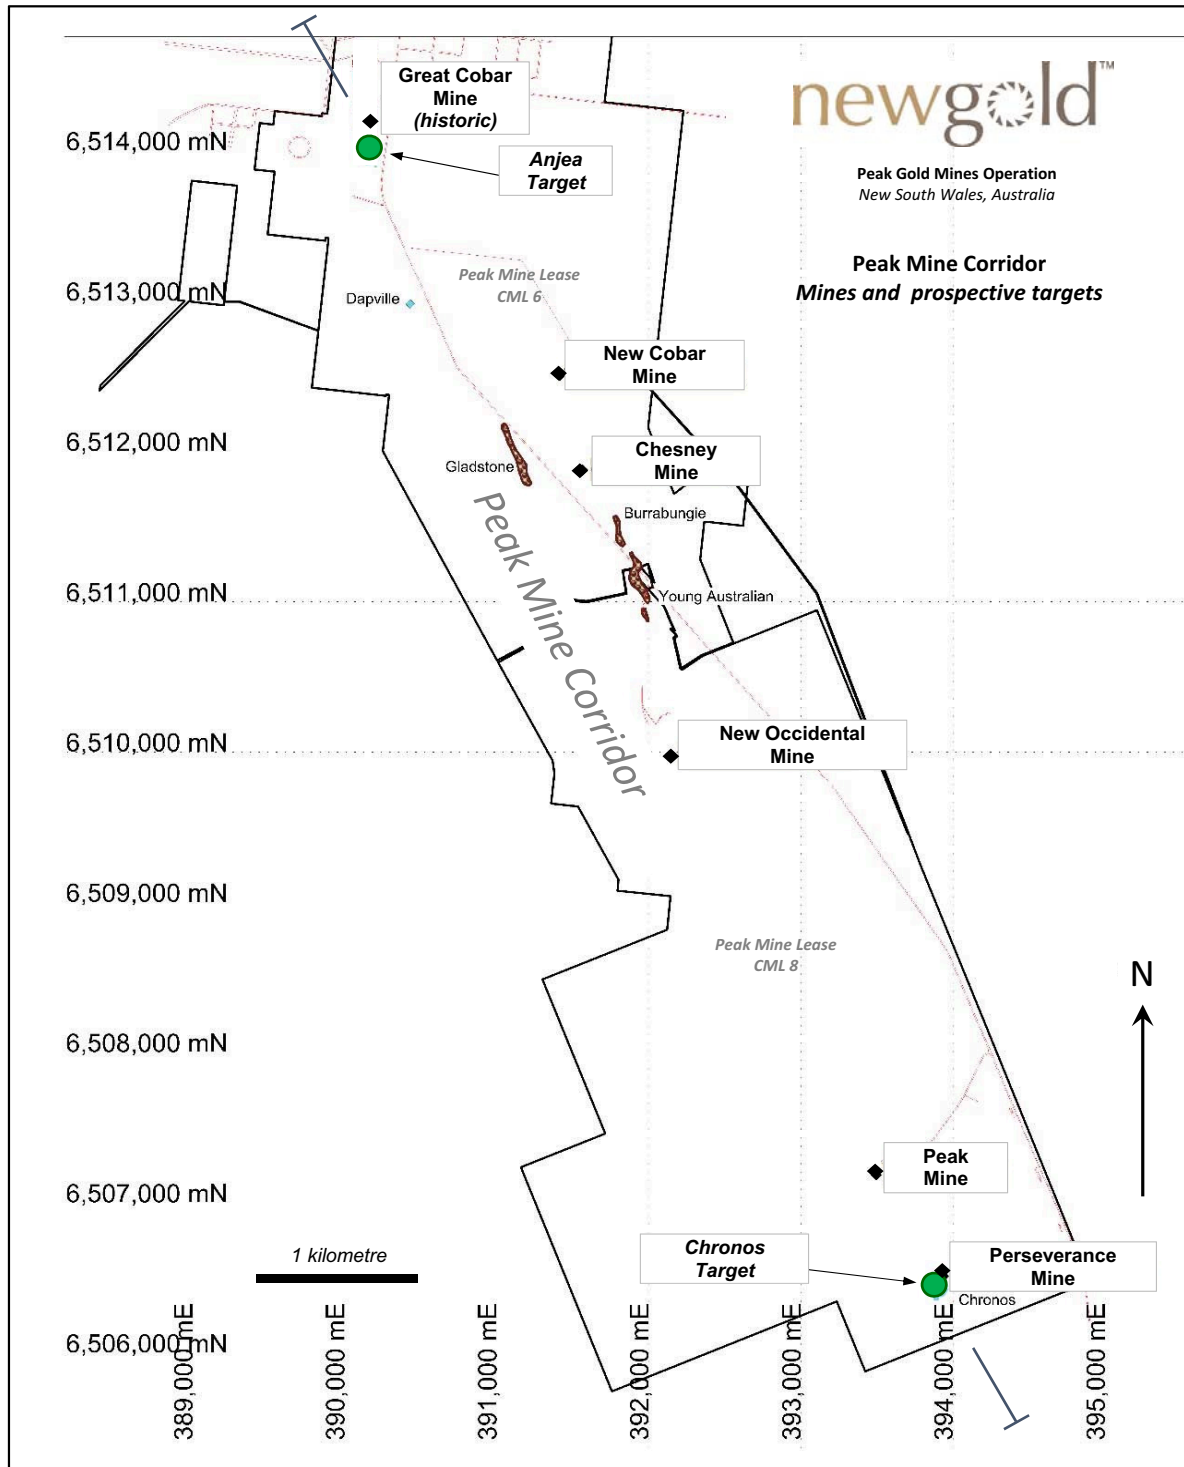 newgold™
Peak Gold Mines Operation
New South Wales, Australia
Peak Mine Corridor
Mines and prospective targets
Great Cobar
Mine
(historic)
6,514,000 mN
Anjea
Target
Peak Mine Lease
CML 6
6,513,000 mN
Dapville
New Cobar
Mine
6,512,000 mN
Chesney
Mine
Gladstone
Burrabungie
Peak Mine Corridor
6,511,000 mN
Young Australian
6,510,000 mN
New Occidental
Mine
6,509,000 mN
Peak Mine Lease
CML 8
N
6,508,000 mN
Peak
Mine
6,507,000 mN
Chronos
Target
Perseverance
Mine
1 kilometre
Chronos
6,506,000 mN
389,000 mE
390,000 mE
391,000 mE
392,000 mE
393,000 mE
394,000 mE
395,000 mE